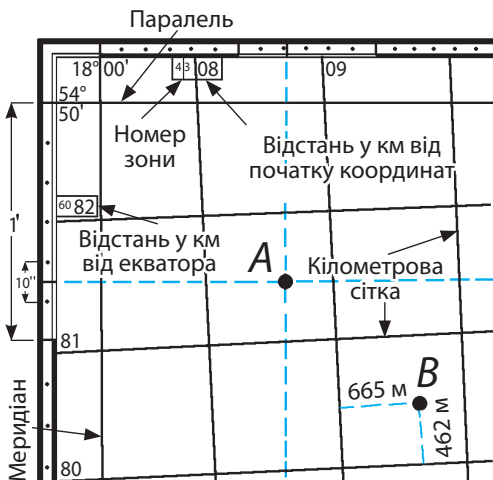 Паралель
18° 00'
43 08
09
54°
50'
Номер
зони
Відстань у км від
початку координат
60 82
1'
Відстань у км
від екватора
A
Кілометрова
сітка
10"
81
665 м
B
462 м
Меридіан
80